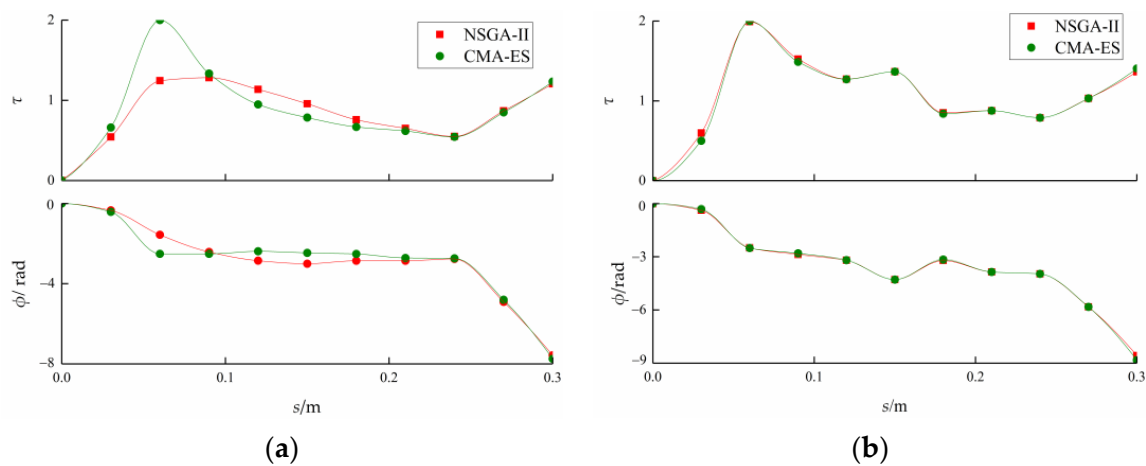 2
1
0
τ
NSGA-II
CMA-ES
0
−4
−8
ϕ/ rad
0.0 0.1 0.2 0.3
s/m
(a)
2
1
0
τ
NSGA-II
CMA-ES
0
−3
−6
−9
ϕ/rad
0.0 0.1 0.2 0.3
s/m
(b)